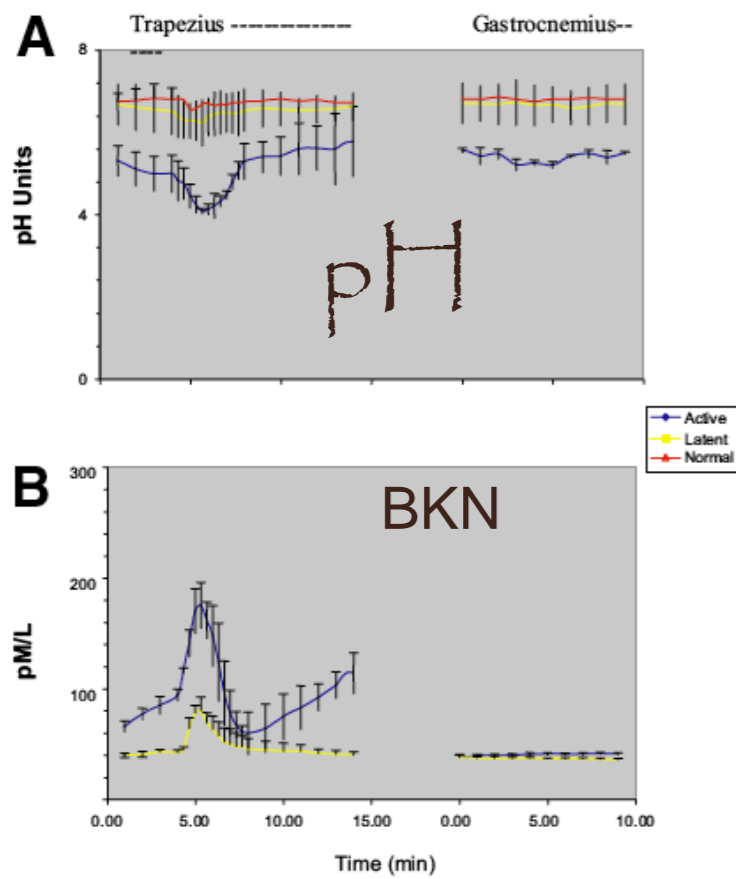 A
Trapezius ---------------
----
Gastrocnemius--
8
4
0
pH Units
pH
Active
Latent
Normal
B
BKN
300
200
100
pM/L
0.00 5.00 10.00 15.00 0.00 5.00 10.00
Time (min)